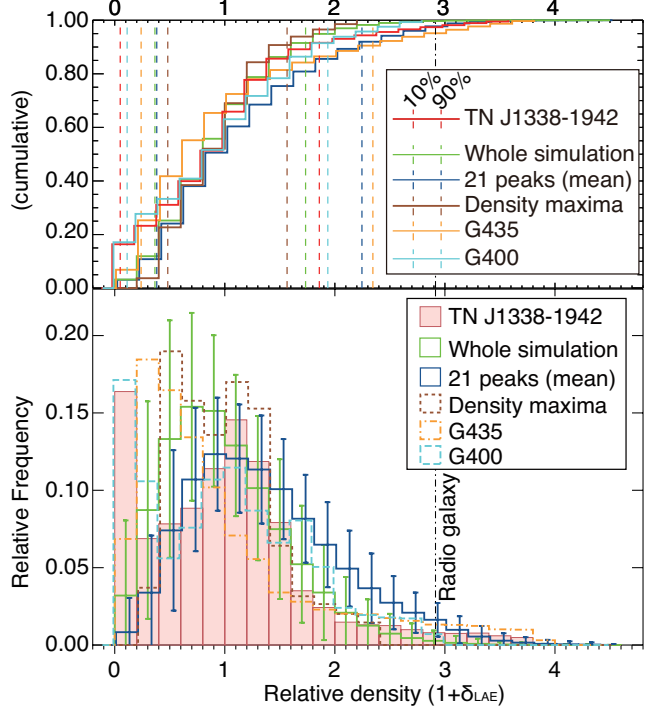 0 1 2 3 4
1.00
0.80
0.60
0.40
0.20
0.00
(cumulative)
10%
90%
TN J1338-1942
Whole simulation
21 peaks (mean)
Density maxima
G435
G400
0.20
0.15
0.10
0.05
0.00
Relative Frequency
TN J1338-1942
Whole simulation
21 peaks (mean)
Density maxima
G435
G400
Radio galaxy
0 1 2 3 4
Relative density (1+δLAE)